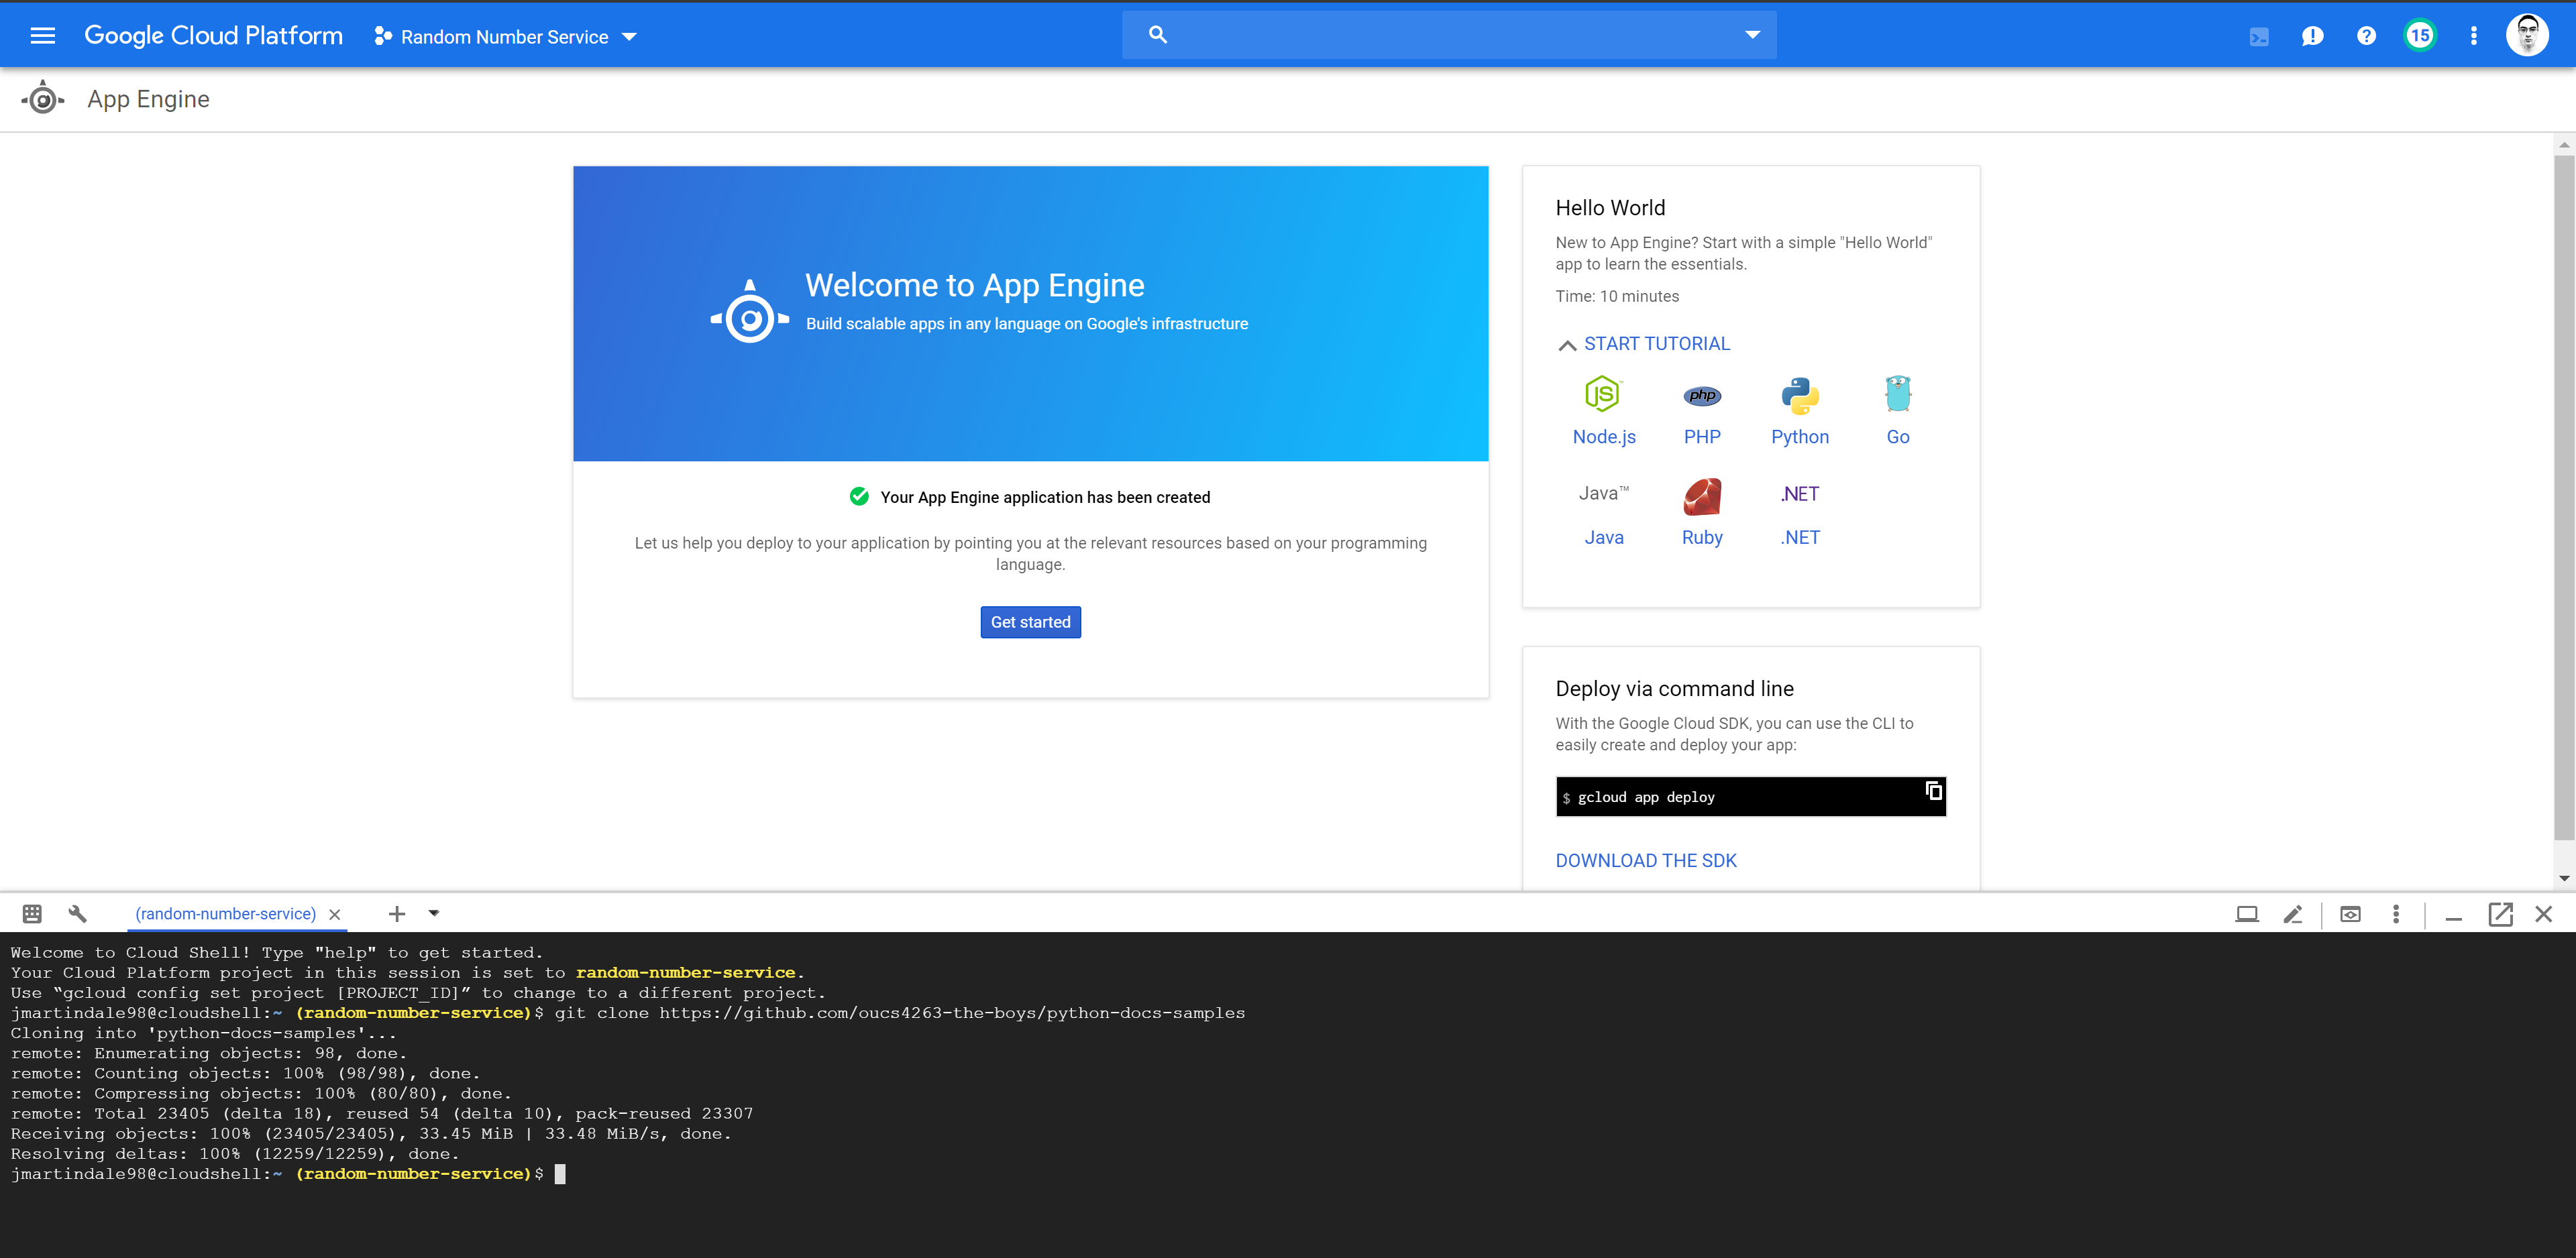 Google Cloud Platform
Random Number Service
15
App Engine
Welcome to App Engine
Build scalable apps in any language on Google's infrastructure
Your App Engine application has been created
Let us help you deploy to your application by pointing you at the relevant resources based on your programming
language.
Get started
Hello World
New to App Engine? Start with a simple "Hello World"
app to learn the essentials.
Time: 10 minutes
START TUTORIAL
JS
php
Node.js
PHP
Python
Go
Java™
.NET
Java
Ruby
.NET
Deploy via command line
With the Google Cloud SDK, you can use the CLI to
easily create and deploy your app:
$ gcloud app deploy
DOWNLOAD THE SDK
(random-number-service)
Welcome to Cloud Shell! Type "help" to get started.
Your Cloud Platform project in this session is set to random-number-service.
Use “gcloud config set project [PROJECT_ID]” to change to a different project.
jmartindale98@cloudshell:~ (random-number-service)$ git clone https://github.com/oucs4263-the-boys/python-docs-samples
Cloning into 'python-docs-samples'...
remote: Enumerating objects: 98, done.
remote: Counting objects: 100% (98/98), done.
remote: Compressing objects: 100% (80/80), done.
remote: Total 23405 (delta 18), reused 54 (delta 10), pack-reused 23307
Receiving objects: 100% (23405/23405), 33.45 MiB | 33.48 MiB/s, done.
Resolving deltas: 100% (12259/12259), done.
jmartindale98@cloudshell:~ (random-number-service)$